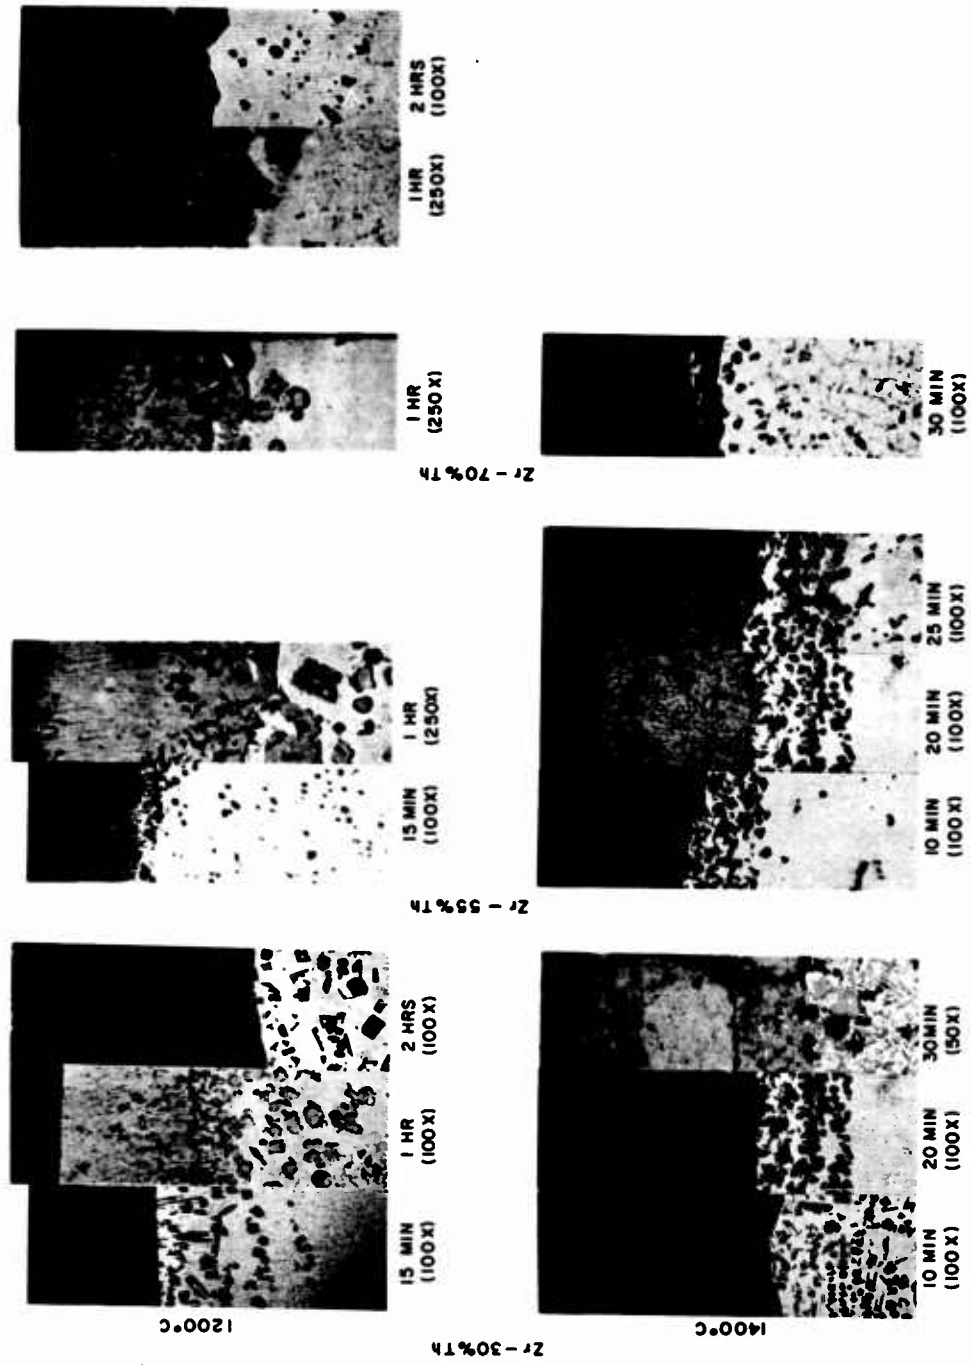 2 HRS
(100X)
1 HR
(250X)
1 HR
(250X)
30 MIN
(100X)
Zr – 70% Th
15 MIN
(100X)
1 HR
(250X)
10 MIN
(100X)
20 MIN
(100X)
25 MIN
(100X)
Zr – 55% Th
15 MIN
(100X)
1 HR
(100X)
2 HRS
(100X)
10 MIN
(100X)
20 MIN
(100X)
30 MIN
(50X)
1200°C
1400°C
Zr – 30% Th